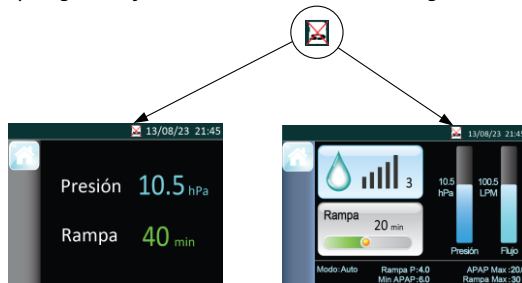 13/08/23 21:45
Presión 10.5 hPa
Rampa 40 min
13/08/23 21:45
3
10.5 hPa
100.5 LPM
Rampa
20 min
Presión Flujo
Modo:Auto Rampa P:4.0 APAP Max :20.0
Min APAP:6.0 Rampa Max :30